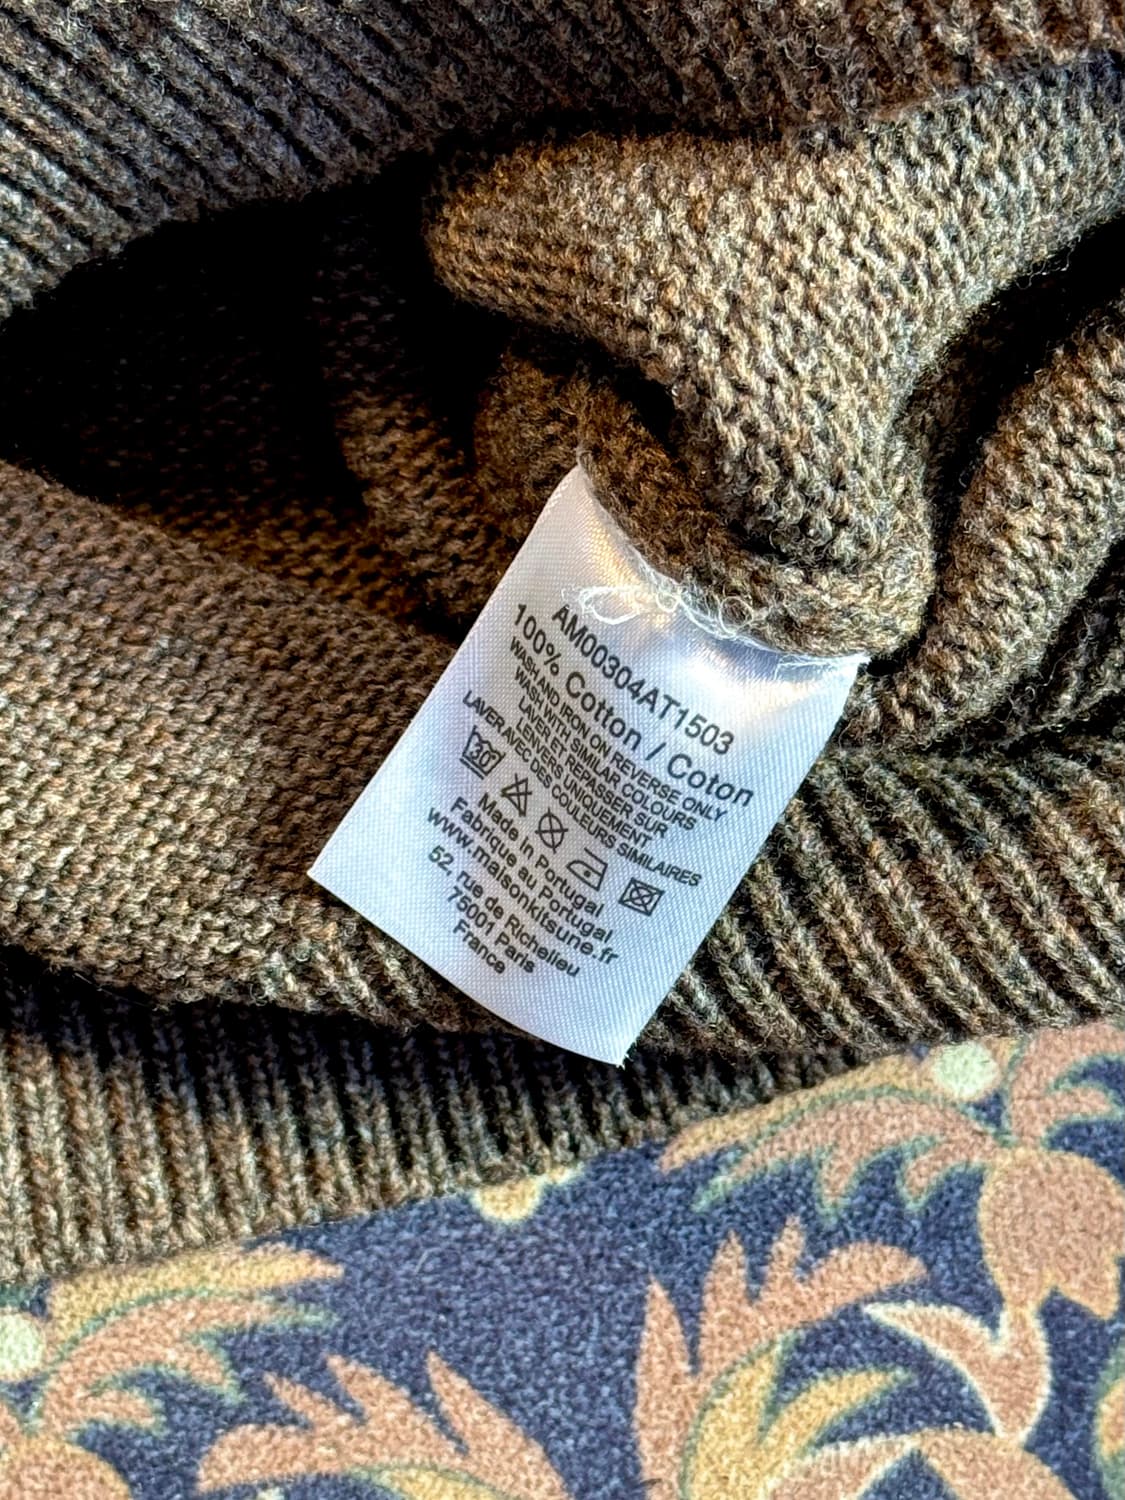 AM00304AT1503
100% Cotton / Coton
WASH AND IRON ON REVERSE ONLY
WASH WITH SIMILAR COLOURS
LAVER ET REPASSER SUR
L'ENVERS UNIQUEMENT
LAVER AVEC DES COULEURS SIMILAIRES
30
Made in Portugal
Fabrique au Portugal
www.maisonkitsune.fr
52, rue de Richelieu
75001 Paris
France